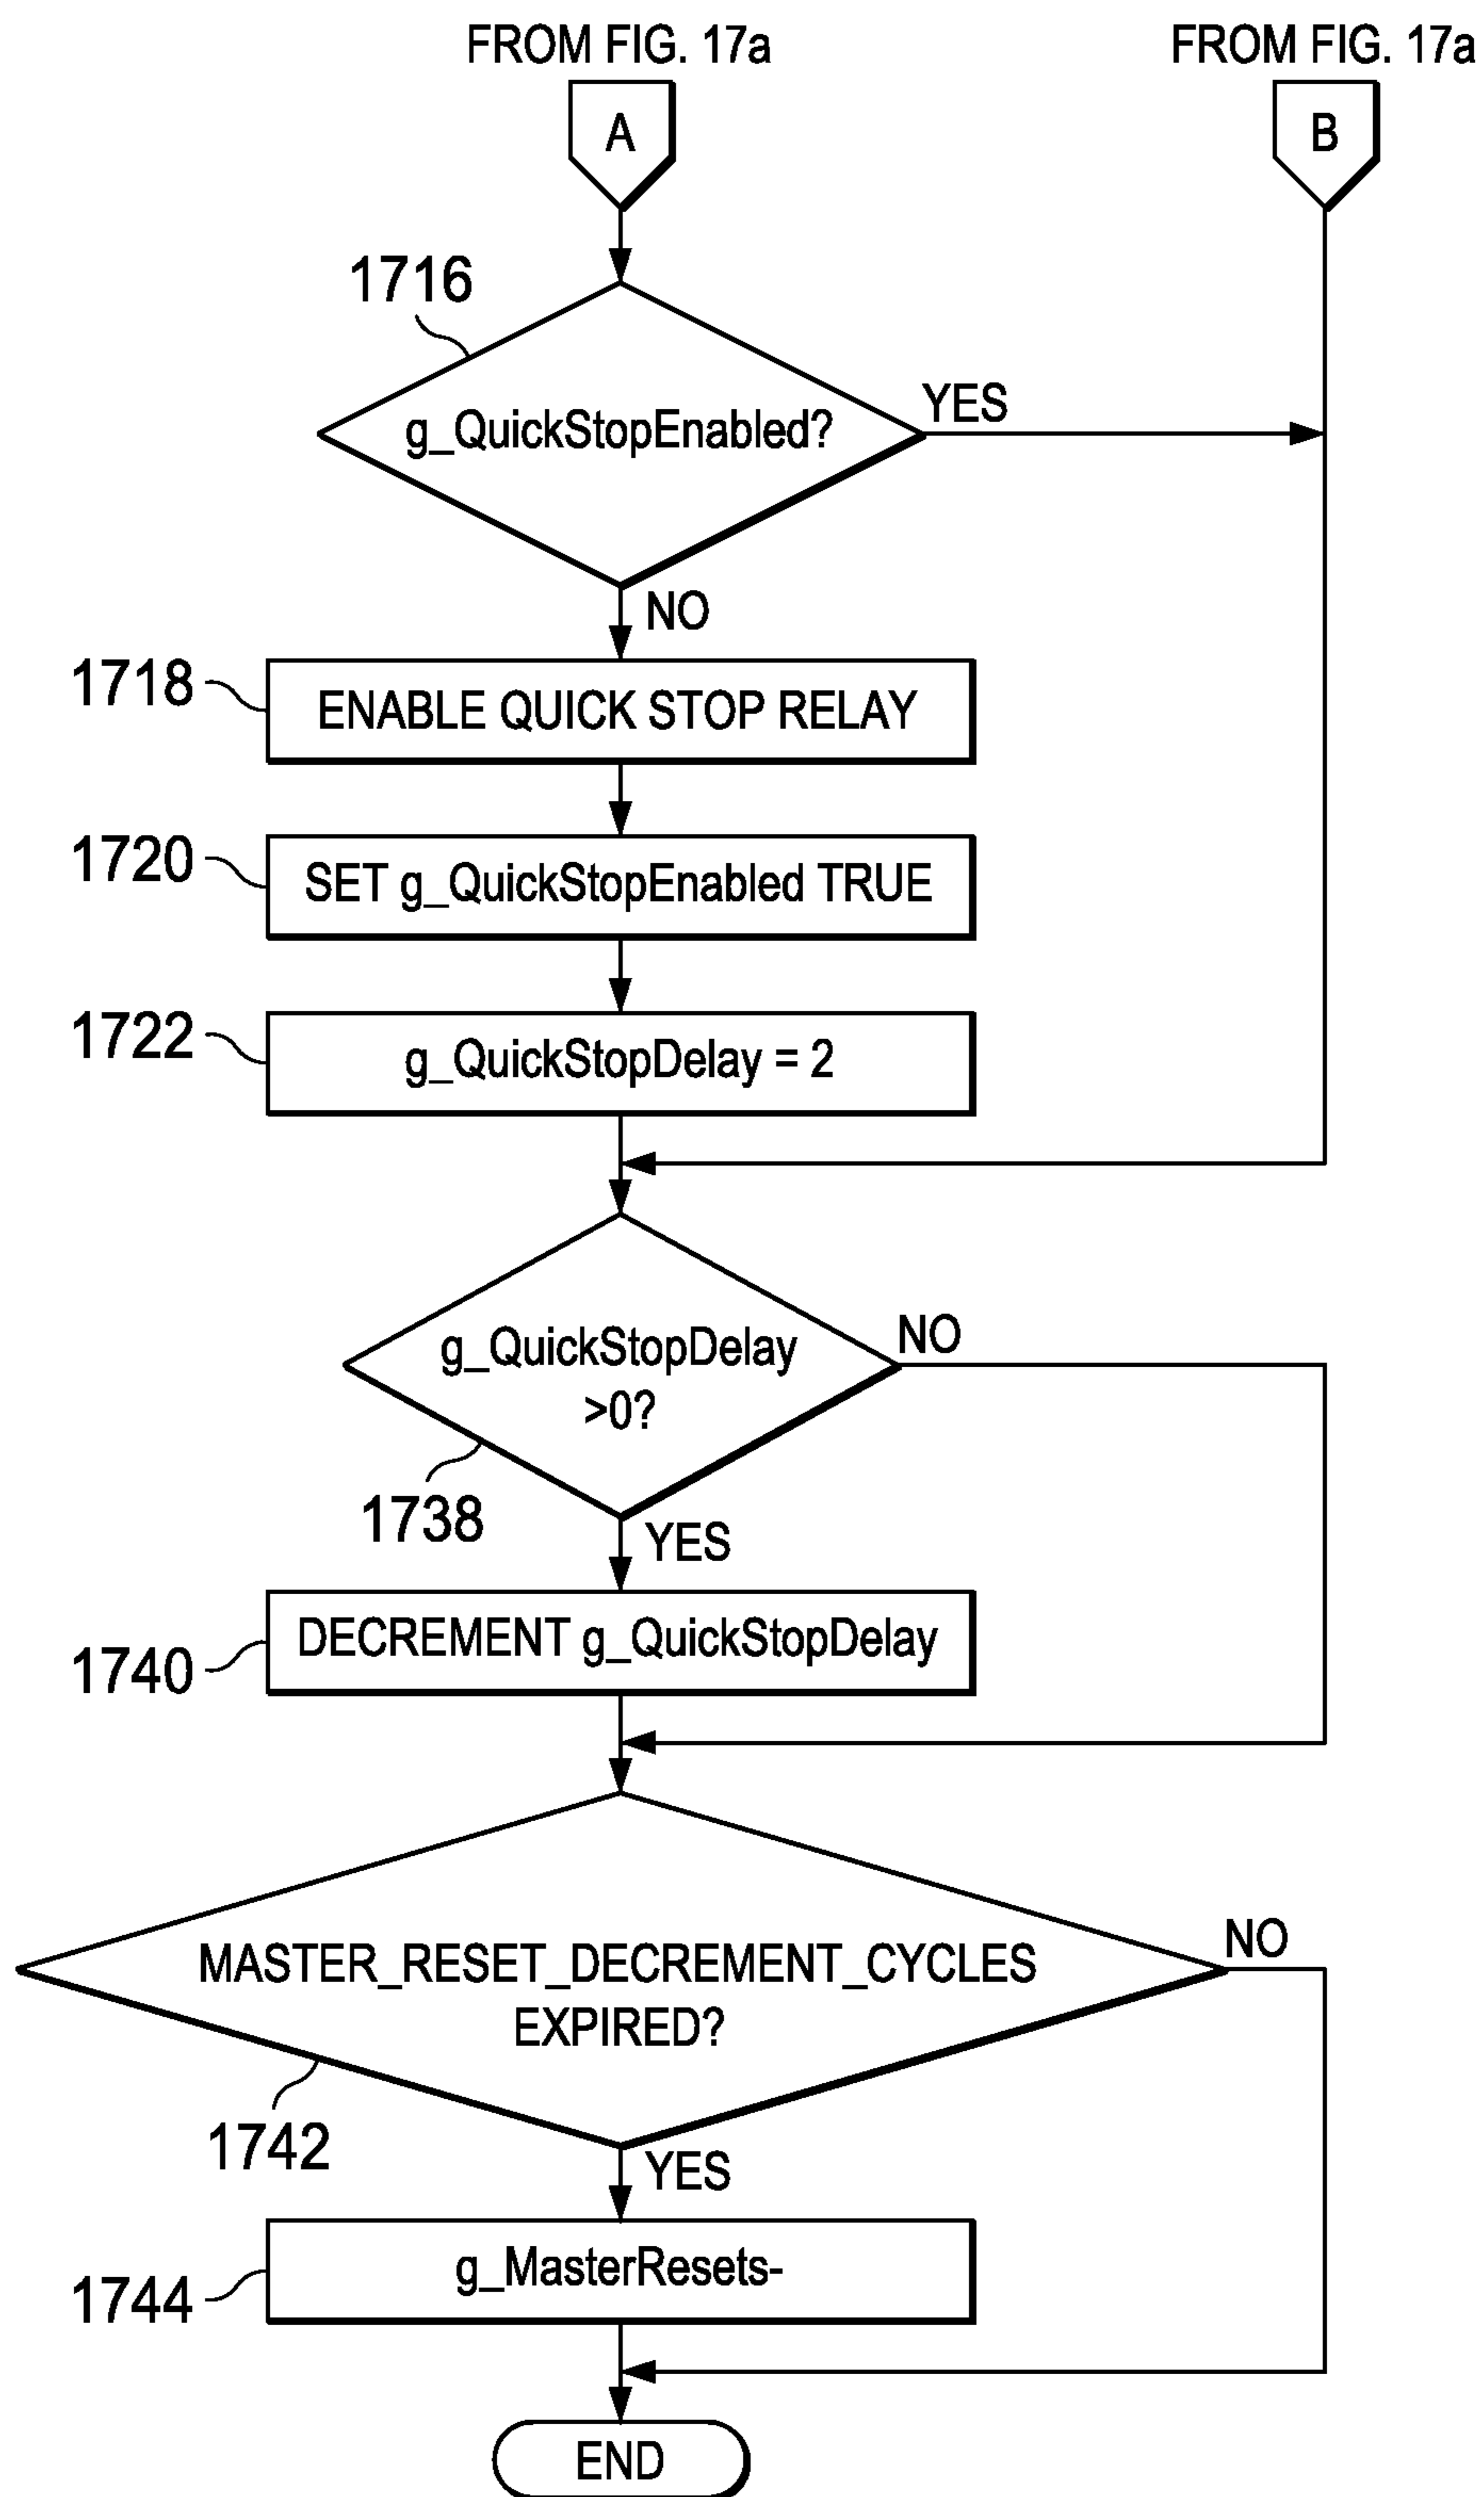 FROM FIG. 17a
FROM FIG. 17a
A
B
1716
g_QuickStopEnabled?
YES
NO
1718
ENABLE QUICK STOP RELAY
1720
SET g_QuickStopEnabled TRUE
1722
g_QuickStopDelay = 2
g_QuickStopDelay
>0?
NO
1738
YES
DECREMENT g_QuickStopDelay
1740
MASTER_RESET_DECREMENT_CYCLES
EXPIRED?
NO
1742
YES
g_MasterResets-
1744
END